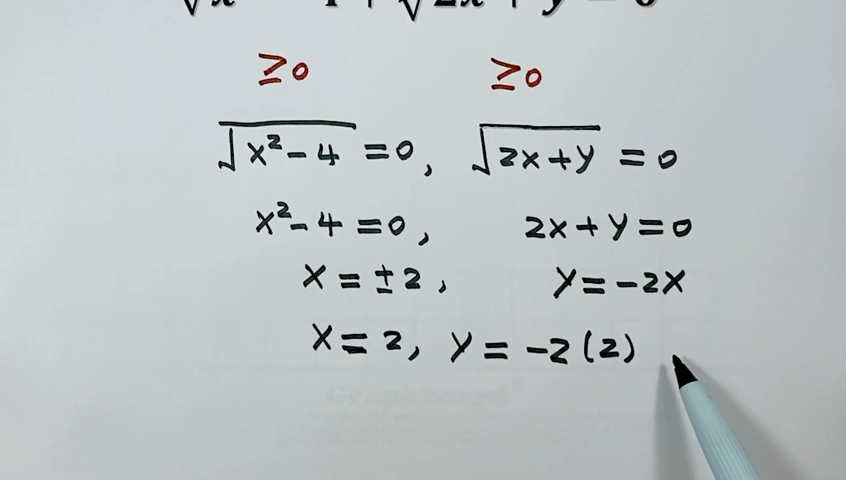 ≥0 ≥0
√(x²-4) =0, √(2x+y) =0
x²-4=0, 2x+y=0
x=±2, y=-2x
x=2, y=-2(2)